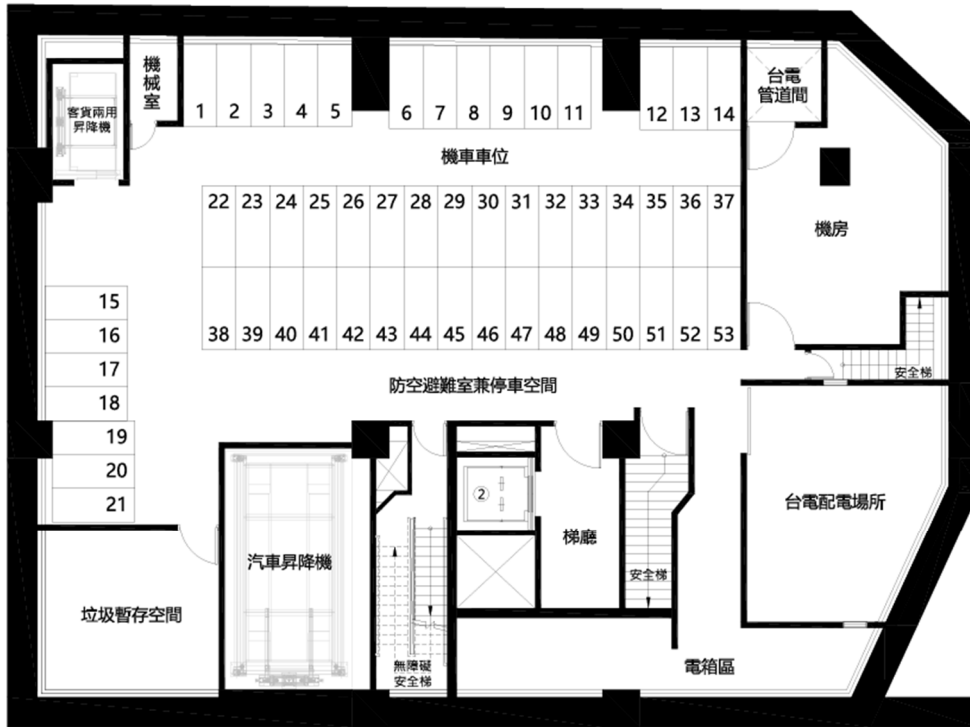 機械室
客貨兩用
昇降機
1 2 3 4 5
6 7 8 9 10 11
12 13 14
台電
管道間
機車車位
22 23 24 25 26 27 28 29 30 31 32 33 34 35 36 37
機房
15
16
17
18
19
20
21
38 39 40 41 42 43 44 45 46 47 48 49 50 51 52 53
防空避難室兼停車空間
安全梯
②
梯廳
安全梯
台電配電場所
汽車昇降機
垃圾暫存空間
無障礙
安全梯
電箱區